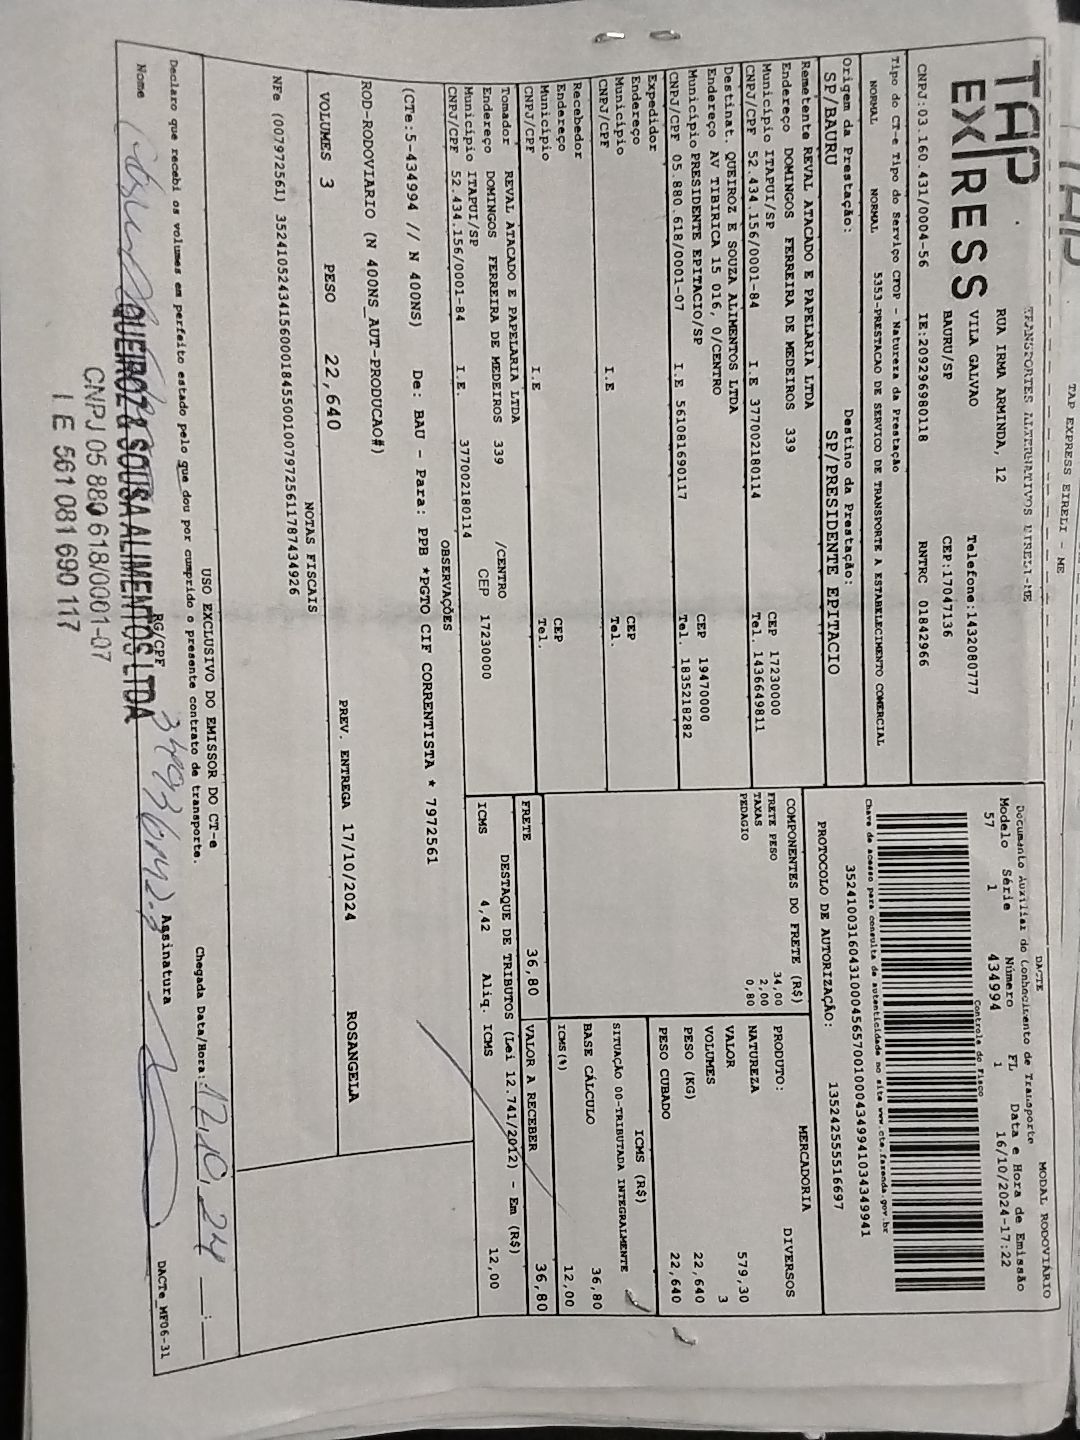 TAP EXPRESS EIRELI - ME
TAP EXPRESS
TRANSPORTES ALTERNATIVOS EIRELI-ME
RUA IRMA ARMINDA, 12
VILA GALVAO
BAURU/SP
Telefone:1432080777
CEP:17047136
CNPJ:03.160.431/0004-56 IE:209296980118 RNTRC 01842966
Tipo do CT-e Tipo do Serviço CFOP - Natureza da Prestação
NORMAL NORMAL 5353-PRESTACAO DE SERVICO DE TRANSPORTE A ESTABELECIMENTO COMERCIAL
Origem da Prestação: Destino da Prestação:
SP/BAURU SP/PRESIDENTE EPITACIO
Remetente REVAL ATACADO E PAPELARIA LTDA
Endereço DOMINGOS FERREIRA DE MEDEIROS 339
Município ITAPUI/SP CEP 17230000
CNPJ/CPF 52.434.156/0001-84 I.E 377002180114 Tel. 1436649811
Destinat. QUEIROZ E SOUZA ALIMENTOS LTDA
Endereço AV TIBIRICA 15 016, 0/CENTRO
Município PRESIDENTE EPITACIO/SP CEP 19470000
CNPJ/CPF 05.880.618/0001-07 I.E 561081690117 Tel. 1835218282
Expedidor
Endereço
Município CEP
CNPJ/CPF I.E Tel.
Recebedor
Endereço
Município CEP
CNPJ/CPF I.E Tel.
Tomador REVAL ATACADO E PAPELARIA LTDA
Endereço DOMINGOS FERREIRA DE MEDEIROS 339 /CENTRO
Município ITAPUI/SP CEP 17230000
CNPJ/CPF 52.434.156/0001-84 I.E. 377002180114
DACTE MODAL RODOVIÁRIO
Documento Auxiliar do Conhecimento de Transporte
Modelo Série Número FL Data e Hora de Emissão
57 1 434994 1 16/10/2024-17:22
Controle do Fisco
35241003160431000456570010004349941034349941
Chave de acesso para consulta de autenticidade no site www.cte.fazenda.gov.br
PROTOCOLO DE AUTORIZAÇÃO: 135242555516697
COMPONENTES DO FRETE (R$)
FRETE PESO 34,00
TAXAS 2,00
PEDAGIO 0,80
MERCADORIA
PRODUTO: DIVERSOS
NATUREZA
VALOR 579,30
VOLUMES 3
PESO (KG) 22,640
PESO CUBADO 22,640
ICMS (R$)
SITUAÇÃO 00-TRIBUTADA INTEGRALMENTE
BASE CÁLCULO 36,80
ICMS(%) 12,00
FRETE 36,80 VALOR A RECEBER 36,80
DESTAQUE DE TRIBUTOS (Lei 12.741/2012) - Em (R$)
ICMS 4,42 Aliq. ICMS 12,00
OBSERVAÇÕES
(CTe:5-434994 // N 400NS) De: BAU - Para: PPB *PGTO CIF CORRENTISTA * 7972561
ROD-RODOVIARIO (N 400NS_AUT-PRODUCAO#)
VOLUMES 3 PESO 22,640 PREV. ENTREGA 17/10/2024 ROSANGELA
NOTAS FISCAIS
NFe (007972561) 35241052434156000184550010079725611787434926
USO EXCLUSIVO DO EMISSOR DO CT-e
Declaro que recebi os volumes em perfeito estado pelo que dou por cumprido o presente contrato de transporte.
Chegada Data/Hora: 17.10.24 __:__
Nome RG/CPF Assinatura
DACTe_MF06-31
QUEIROZ & SOUSA ALIMENTOS LTDA
CNPJ 05 880 618/0001-07
I E 561 081 690 117